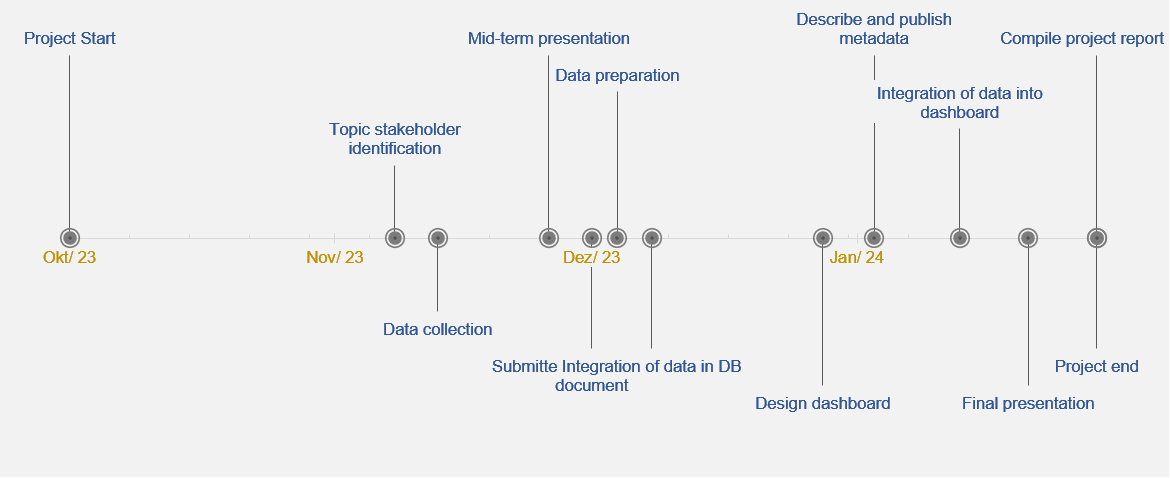 Describe and publish
metadata
Project Start
Mid-term presentation
Compile project report
Data preparation
Integration of data into
dashboard
Topic stakeholder
identification
Okt/ 23
Nov/ 23
Dez/ 23
Jan/ 24
Data collection
Submitte Integration of data in DB
document
Project end
Design dashboard
Final presentation